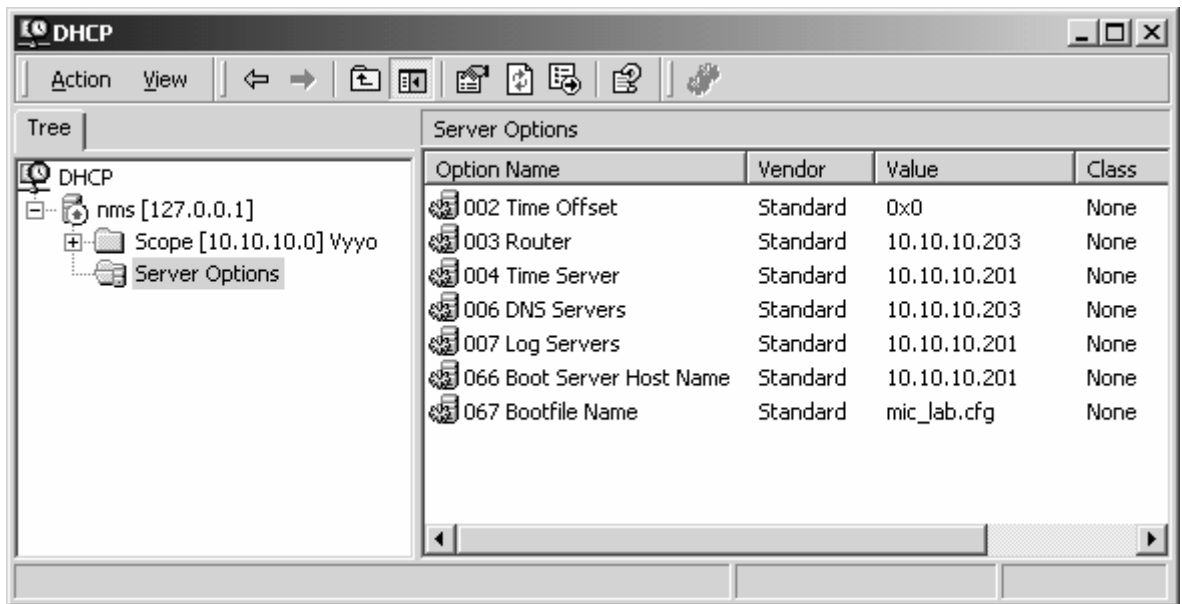 DHCP
Action View
Tree
Server Options
DHCP
nms [127.0.0.1]
Scope [10.10.10.0] Vyyo
Server Options
Option Name Vendor Value Class
002 Time Offset Standard 0x0 None
003 Router Standard 10.10.10.203 None
004 Time Server Standard 10.10.10.201 None
006 DNS Servers Standard 10.10.10.203 None
007 Log Servers Standard 10.10.10.201 None
066 Boot Server Host Name Standard 10.10.10.201 None
067 Bootfile Name Standard mic_lab.cfg None